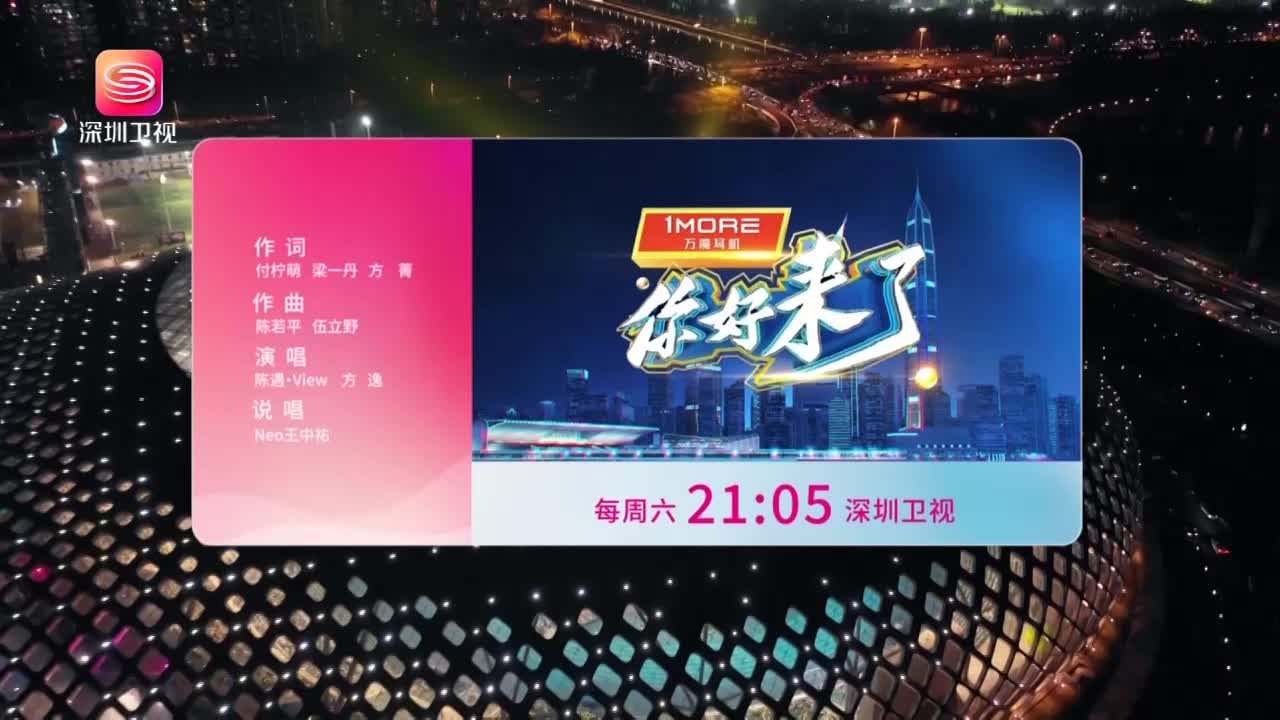 深圳卫视
作词
付柠萌 梁一丹 方 菁
作曲
陈若平 伍立野
演唱
陈遇·View 方 逸
说唱
Neo王中祐
1MORE
万魔耳机
你好未来了
每周六 21:05 深圳卫视